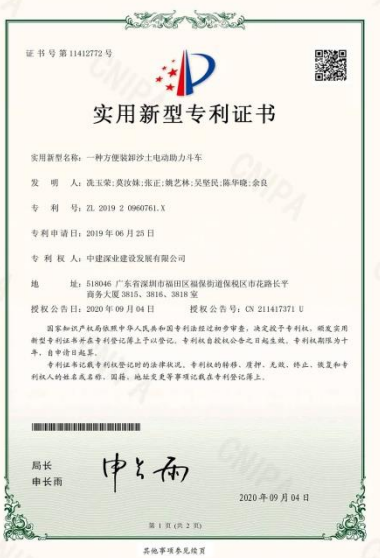 证书号第11412772号
实用新型专利证书
实用新型名称：一种方便装卸沙土电动助力斗车
发 明 人：冼玉荣;莫汝妹;张正;姚艺林;吴坚民;陈华晓;余良
专 利 号：ZL 2019 2 0960761.X
专利申请日：2019年06月25日
专 利 权 人：中建深业建设发展有限公司
地 址：518046 广东省深圳市福田区福保街道保税区市花路长平
商务大厦3815、3816、3818室
授权公告日：2020年09月04日 授权公告号：CN 211417371 U
国家知识产权局依照中华人民共和国专利法经过初步审查，决定授予专利权，颁发实用
新型专利证书并在专利登记簿上予以登记。专利权自授权公告之日起生效。专利权期限为十
年，自申请日起算。
专利证书记载专利权登记时的法律状况。专利权的转移、质押、无效、终止、恢复和专
利权人的姓名或名称、国籍、地址变更等事项记载在专利登记簿上。
局长
申长雨
申长雨
2020年09月04日
第 1 页 (共 2 页)
其他事项参见续页
CNIPA